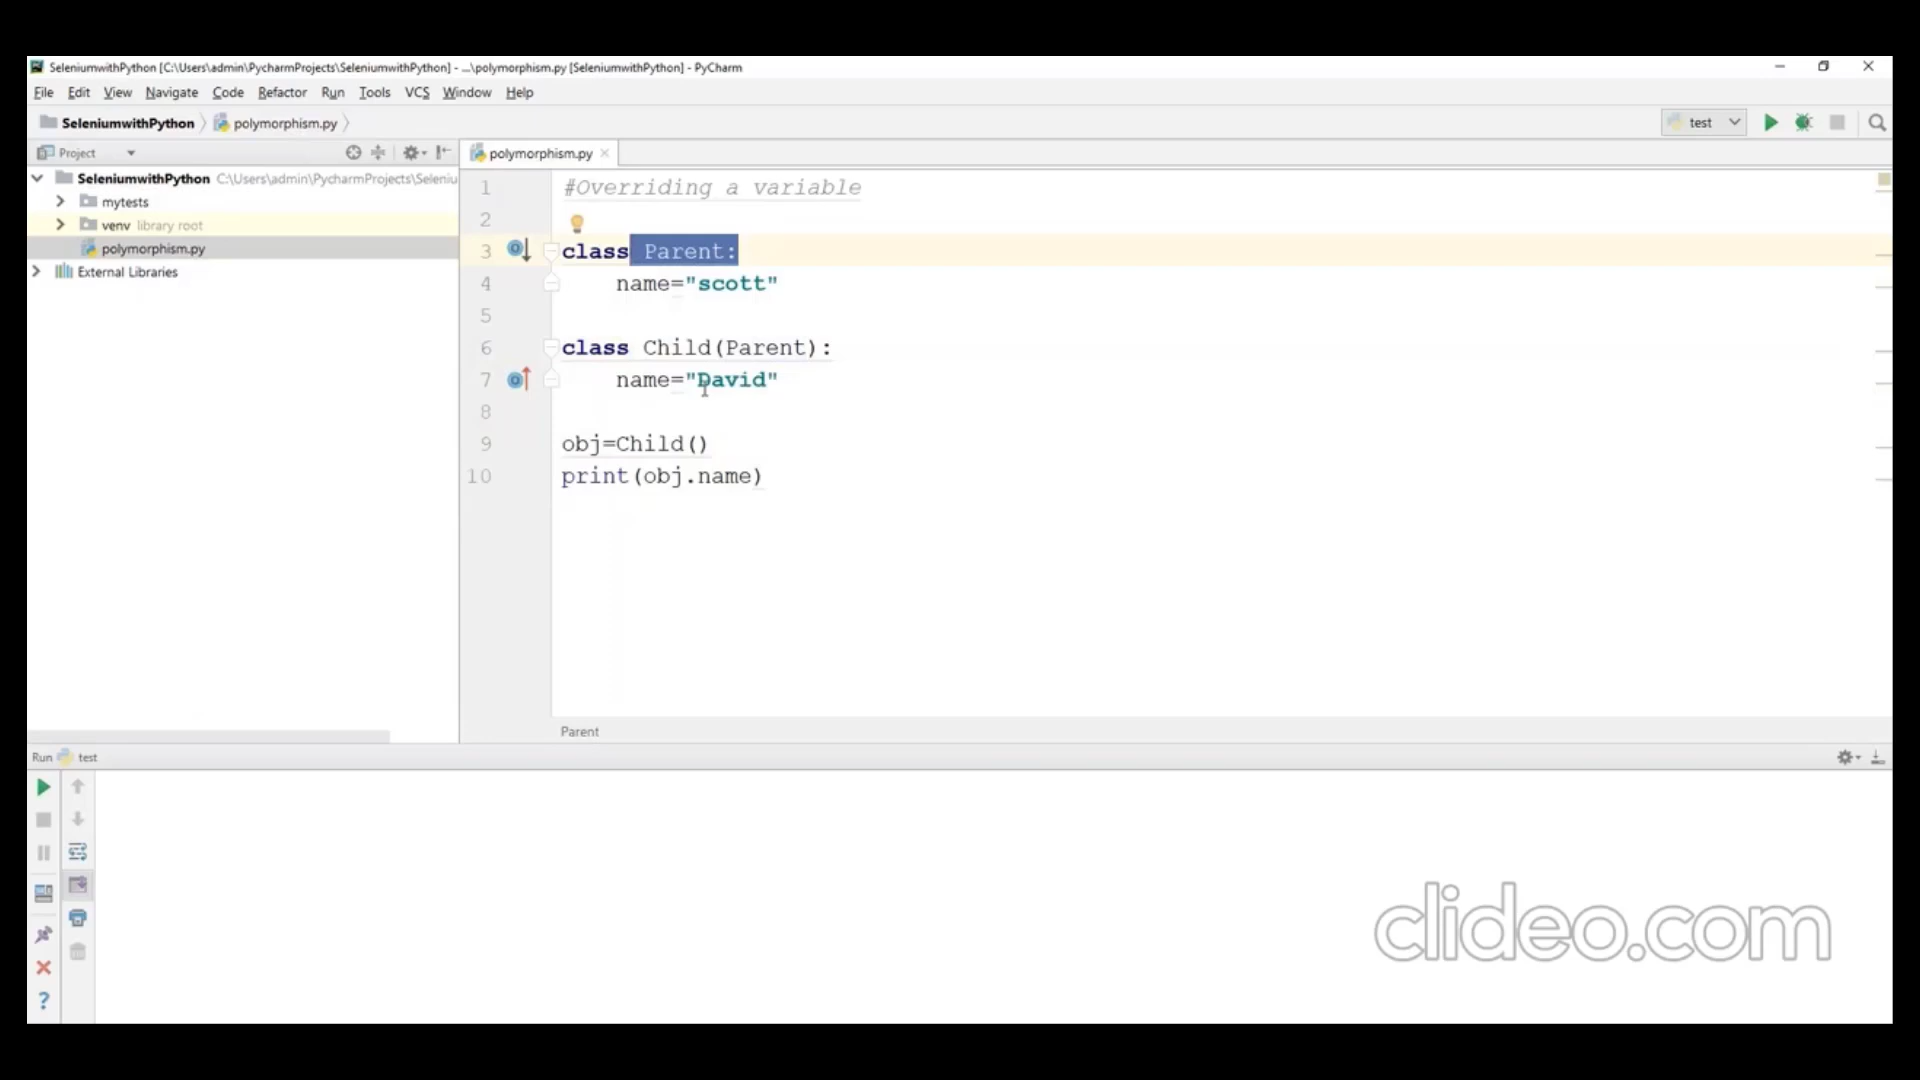 SeleniumwithPython [C:\Users\admin\PycharmProjects\SeleniumwithPython] - ...\polymorphism.py [SeleniumwithPython] - PyCharm
File Edit View Navigate Code Refactor Run Tools VCS Window Help
SeleniumwithPython polymorphism.py test
Project polymorphism.py
SeleniumwithPython C:\Users\admin\PycharmProjects\Seleniu
mytests
venv library root
polymorphism.py
External Libraries
1 #Overriding a variable
2
3 class Parent:
4 name="scott"
5
6 class Child(Parent):
7 name="David"
8
9 obj=Child()
10 print(obj.name)
Parent
Run test
clideo.com